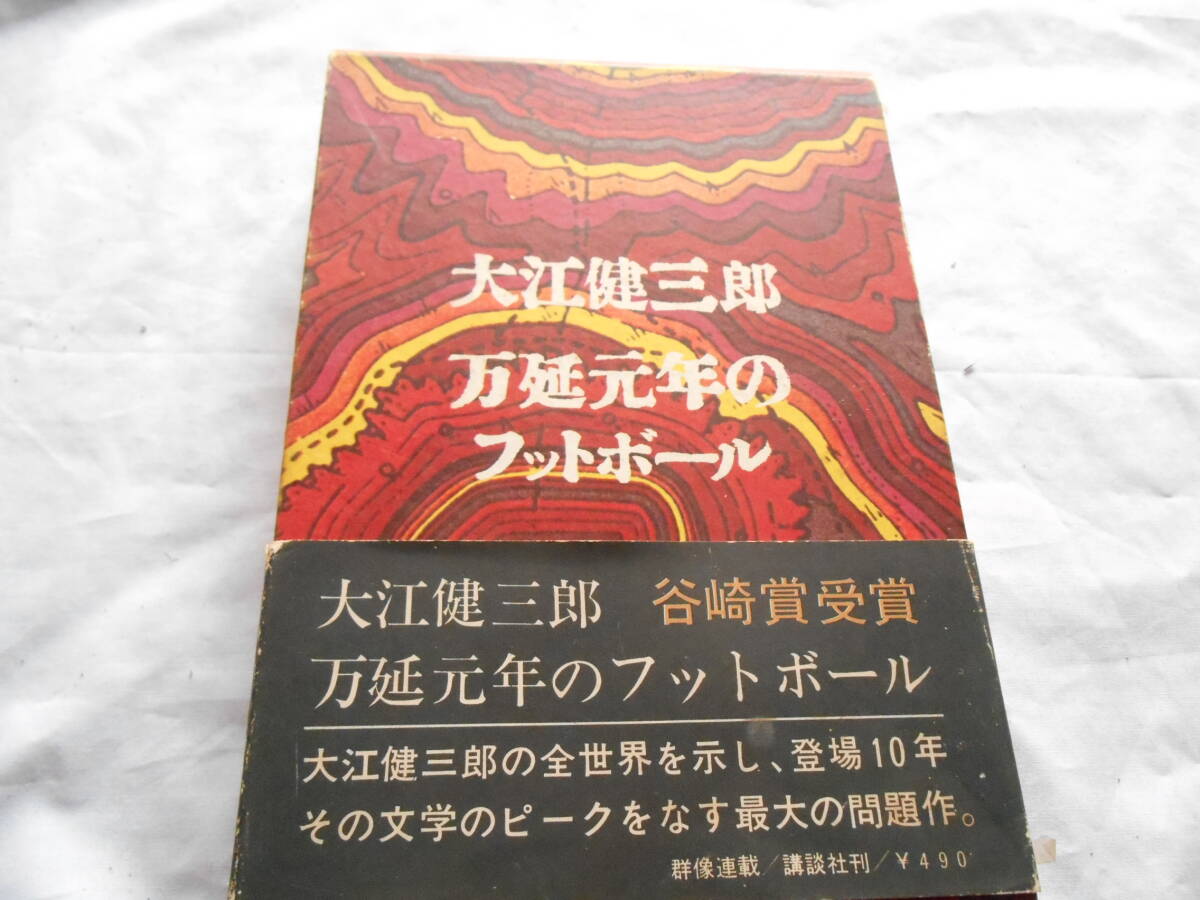 大江健三郎
万延元年の
フットボール
大江健三郎 谷崎賞受賞
万延元年のフットボール
大江健三郎の全世界を示し、登場10年
その文学のピークをなす最大の問題作。
群像連載/講談社刊/¥490